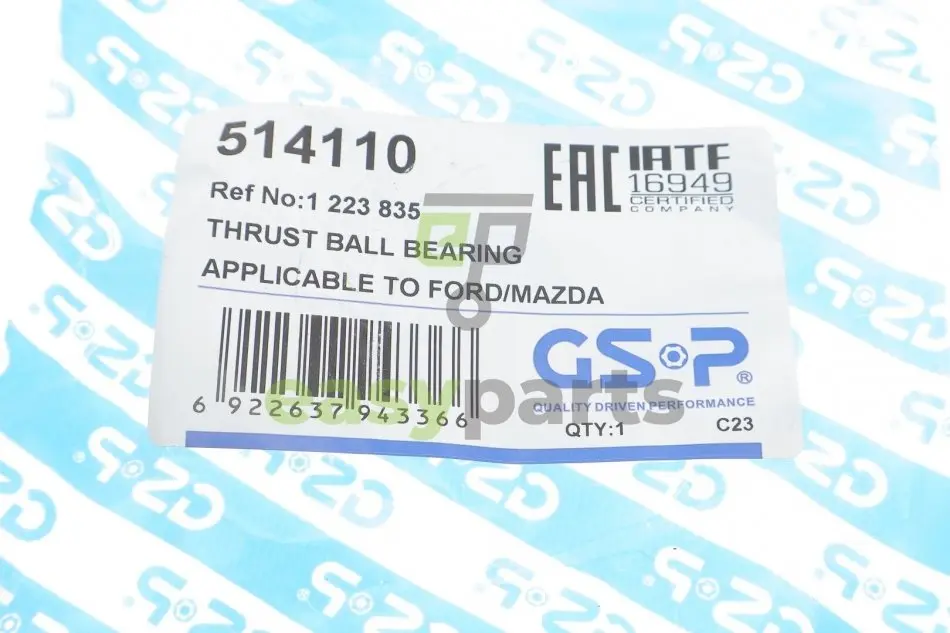 514110
Ref No:1 223 835
THRUST BALL BEARING
APPLICABLE TO FORD/MAZDA
EAC
IATF
16949
CERTIFIED
COMPANY
GSP®
QUALITY DRIVEN PERFORMANCE
QTY:1
C23
6 922637 943366
easyparts